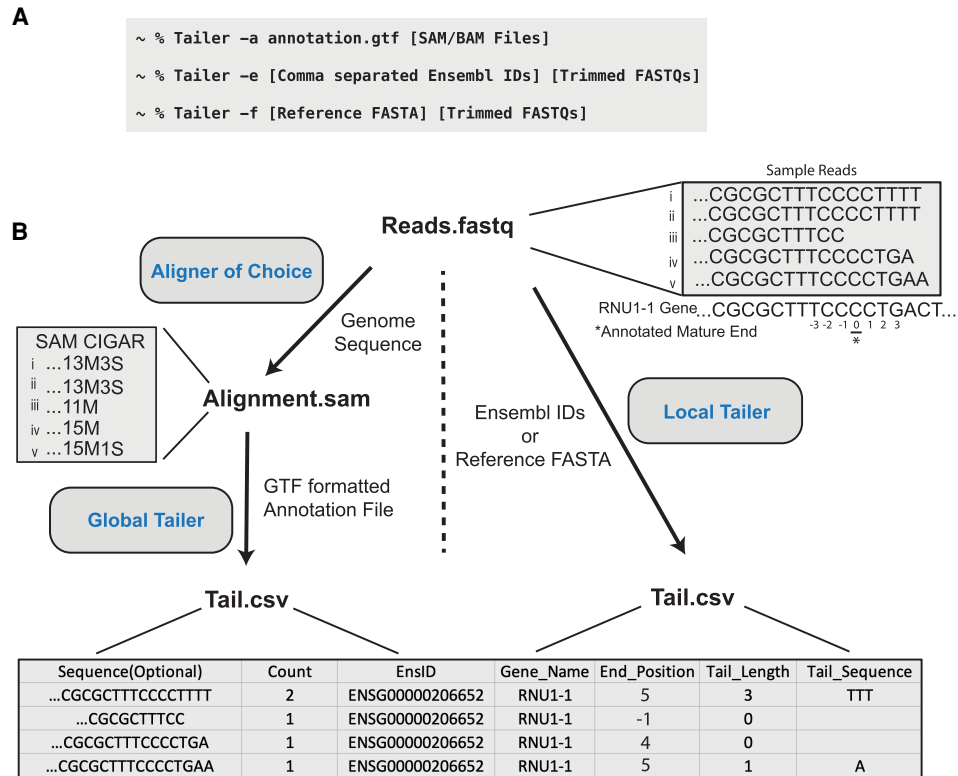 A
~ % Tailer –a annotation.gtf [SAM/BAM Files]
~ % Tailer –e [Comma separated Ensembl IDs] [Trimmed FASTQs]
~ % Tailer –f [Reference FASTA] [Trimmed FASTQs]
B
Reads.fastq
Sample Reads
i ...CGCGCTTTCCCCTTTT
ii ...CGCGCTTTCCCCTTTT
iii ...CGCGCTTTCC
iv ...CGCGCTTTCCCCTGA
v ...CGCGCTTTCCCCTGAA
RNU1-1 Gene...CGCGCTTTCCCCTGACT...
*Annotated Mature End
-3 -2 -1 0 1 2 3
*
Aligner of Choice
Genome
Sequence
SAM CIGAR
i ...13M3S
ii ...13M3S
iii ...11M
iv ...15M
v ...15M1S
Alignment.sam
Ensembl IDs
or
Reference FASTA
Local Tailer
GTF formatted
Annotation File
Global Tailer
Tail.csv
Tail.csv
Sequence(Optional) Count EnsID Gene_Name End_Position Tail_Length Tail_Sequence
...CGCGCTTTCCCCTTTT 2 ENSG00000206652 RNU1-1 5 3 TTT
...CGCGCTTTCC 1 ENSG00000206652 RNU1-1 -1 0
...CGCGCTTTCCCCTGA 1 ENSG00000206652 RNU1-1 4 0
...CGCGCTTTCCCCTGAA 1 ENSG00000206652 RNU1-1 5 1 A